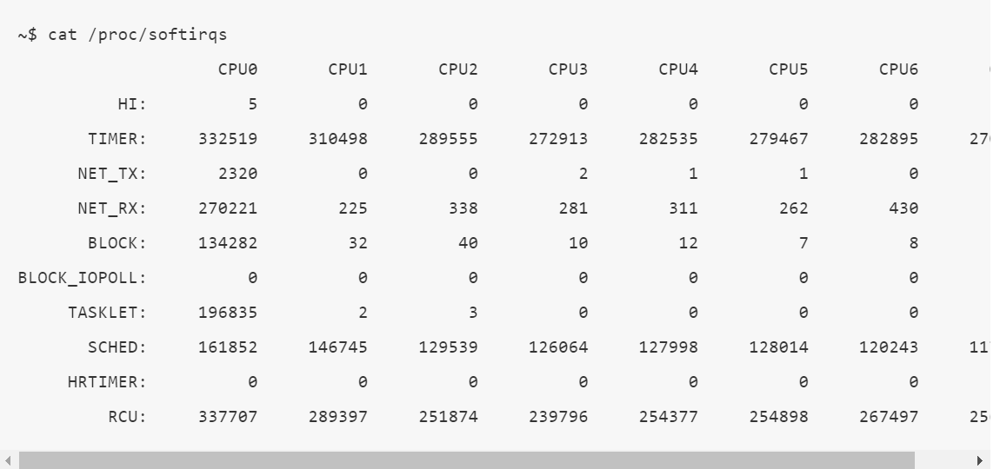 ~$ cat /proc/softirqs
CPU0 CPU1 CPU2 CPU3 CPU4 CPU5 CPU6
HI: 5 0 0 0 0 0 0
TIMER: 332519 310498 289555 272913 282535 279467 282895
NET_TX: 2320 0 0 2 1 1 0
NET_RX: 270221 225 338 281 311 262 430
BLOCK: 134282 32 40 10 12 7 8
BLOCK_IOPOLL: 0 0 0 0 0 0 0
TASKLET: 196835 2 3 0 0 0 0
SCHED: 161852 146745 129539 126064 127998 128014 120243
HRTIMER: 0 0 0 0 0 0 0
RCU: 337707 289397 251874 239796 254377 254898 267497